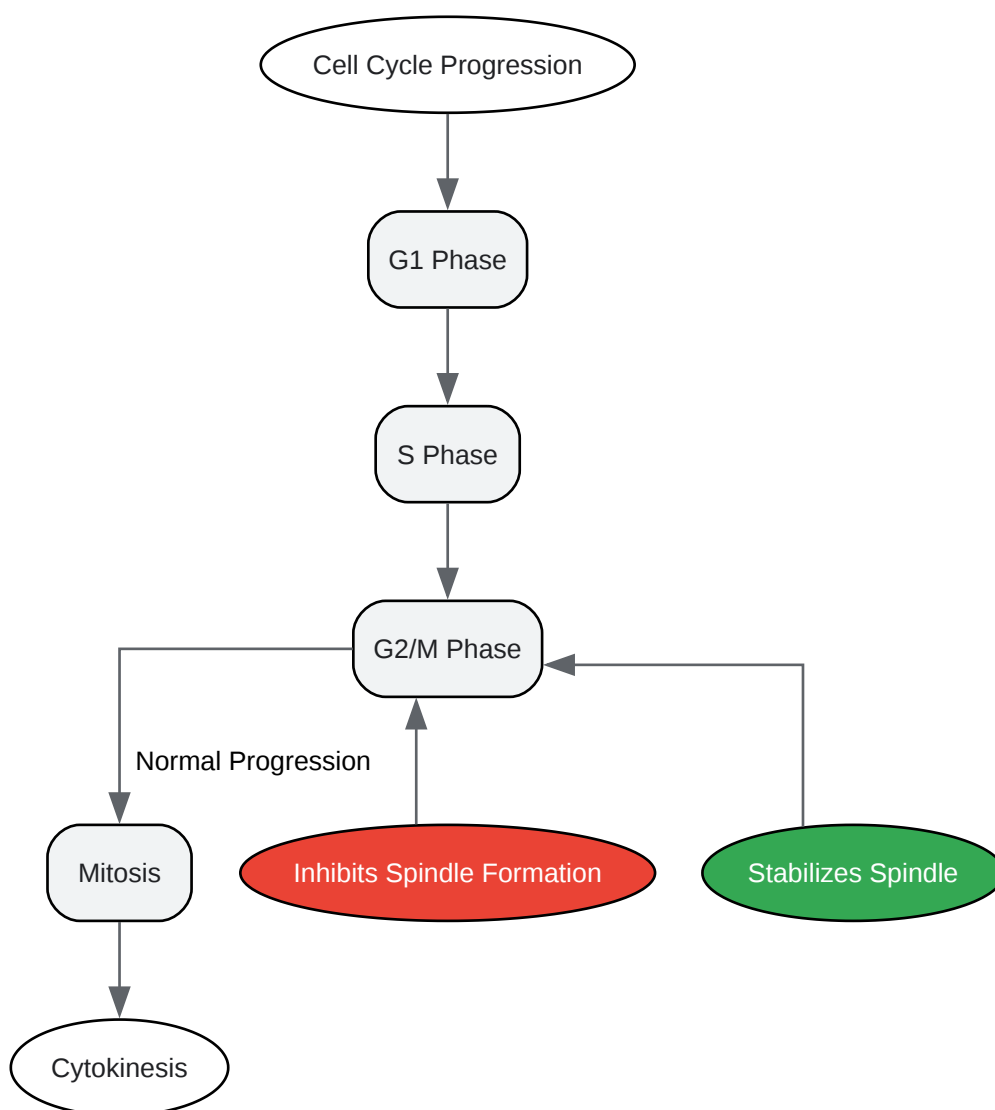 Cell Cycle Progression
G1 Phase
S Phase
G2/M Phase
Normal Progression
Mitosis
Inhibits Spindle Formation
Stabilizes Spindle
Cytokinesis